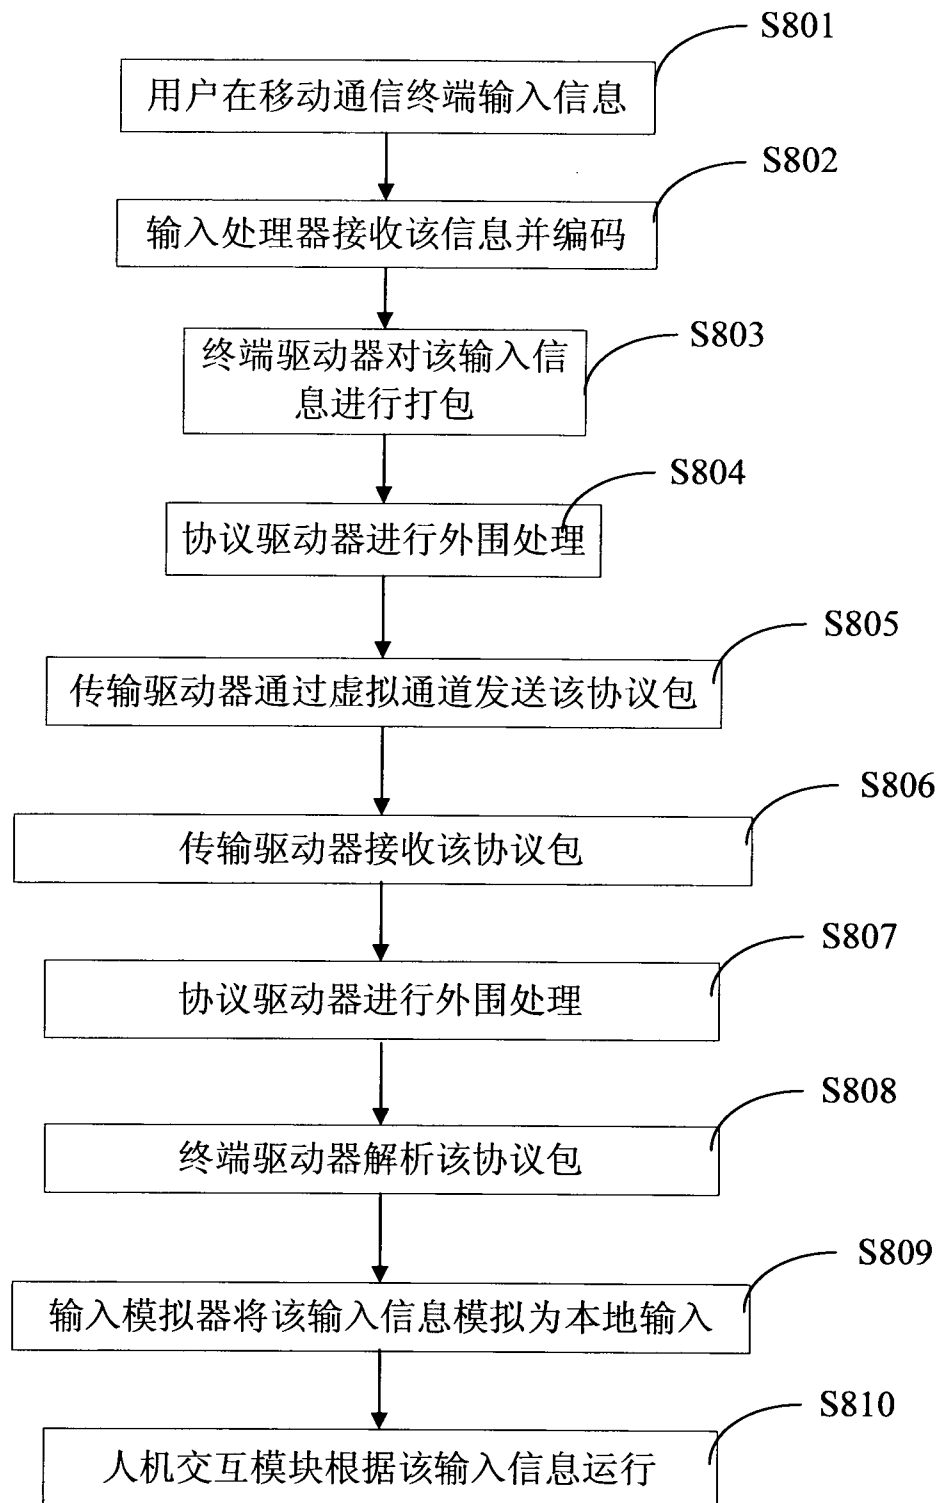 S801
用户在移动通信终端输入信息
S802
输入处理器接收该信息并编码
S803
终端驱动器对该输入信
息进行打包
S804
协议驱动器进行外围处理
S805
传输驱动器通过虚拟通道发送该协议包
S806
传输驱动器接收该协议包
S807
协议驱动器进行外围处理
S808
终端驱动器解析该协议包
S809
输入模拟器将该输入信息模拟为本地输入
S810
人机交互模块根据该输入信息运行